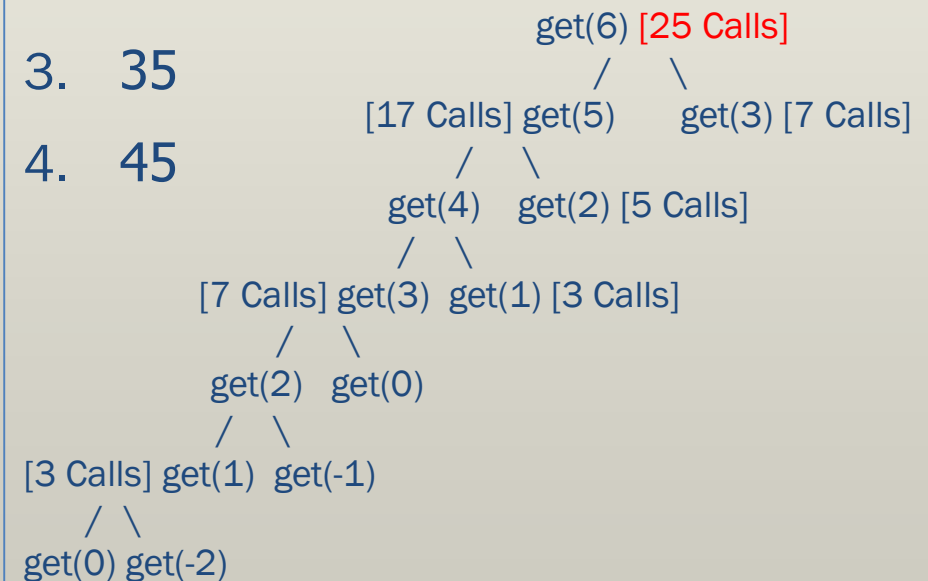 get(6) [25 Calls]
/ \
3. 35
[17 Calls] get(5) get(3) [7 Calls]
/ \
4. 45
get(4) get(2) [5 Calls]
/ \
[7 Calls] get(3) get(1) [3 Calls]
/ \
get(2) get(0)
/ \
[3 Calls] get(1) get(-1)
/ \
get(0) get(-2)